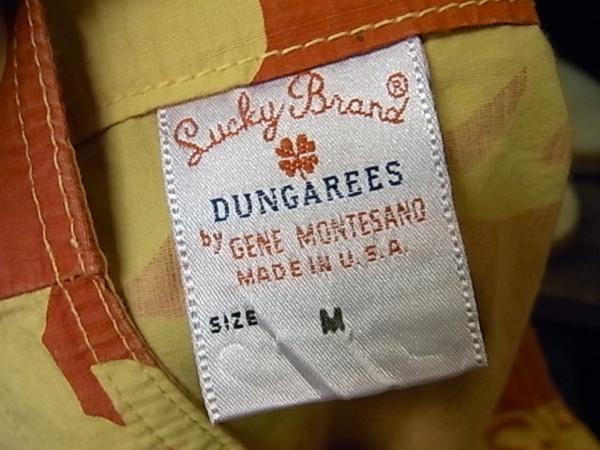 Lucky Brand®
DUNGAREES
by GENE MONTESANO
MADE IN U.S.A.
SIZE M